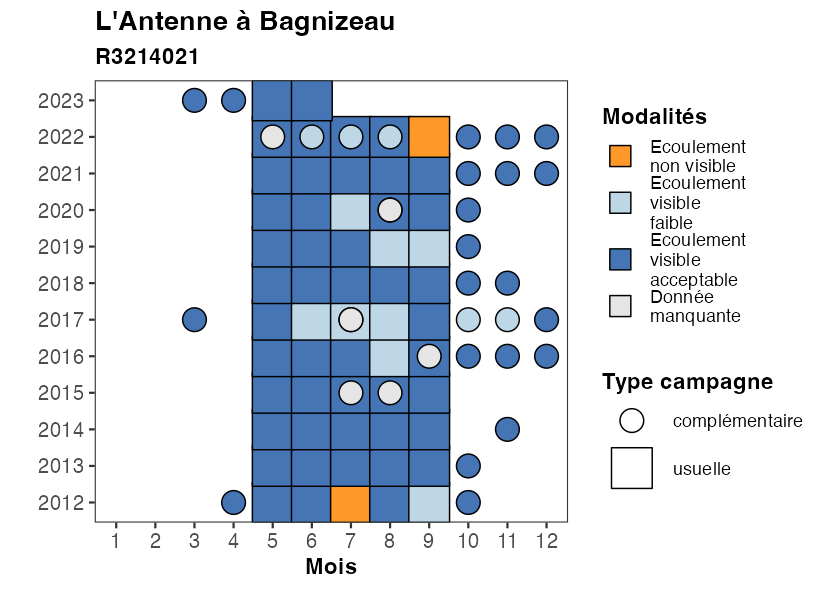 L'Antenne à Bagnizeau
R3214021
2023
2022
2021
2020
2019
2018
2017
2016
2015
2014
2013
2012
1 2 3 4 5 6 7 8 9 10 11 12
Mois
Modalités
Ecoulement
non visible
Ecoulement
visible
faible
Ecoulement
visible
acceptable
Donnée
manquante
Type campagne
complémentaire
usuelle